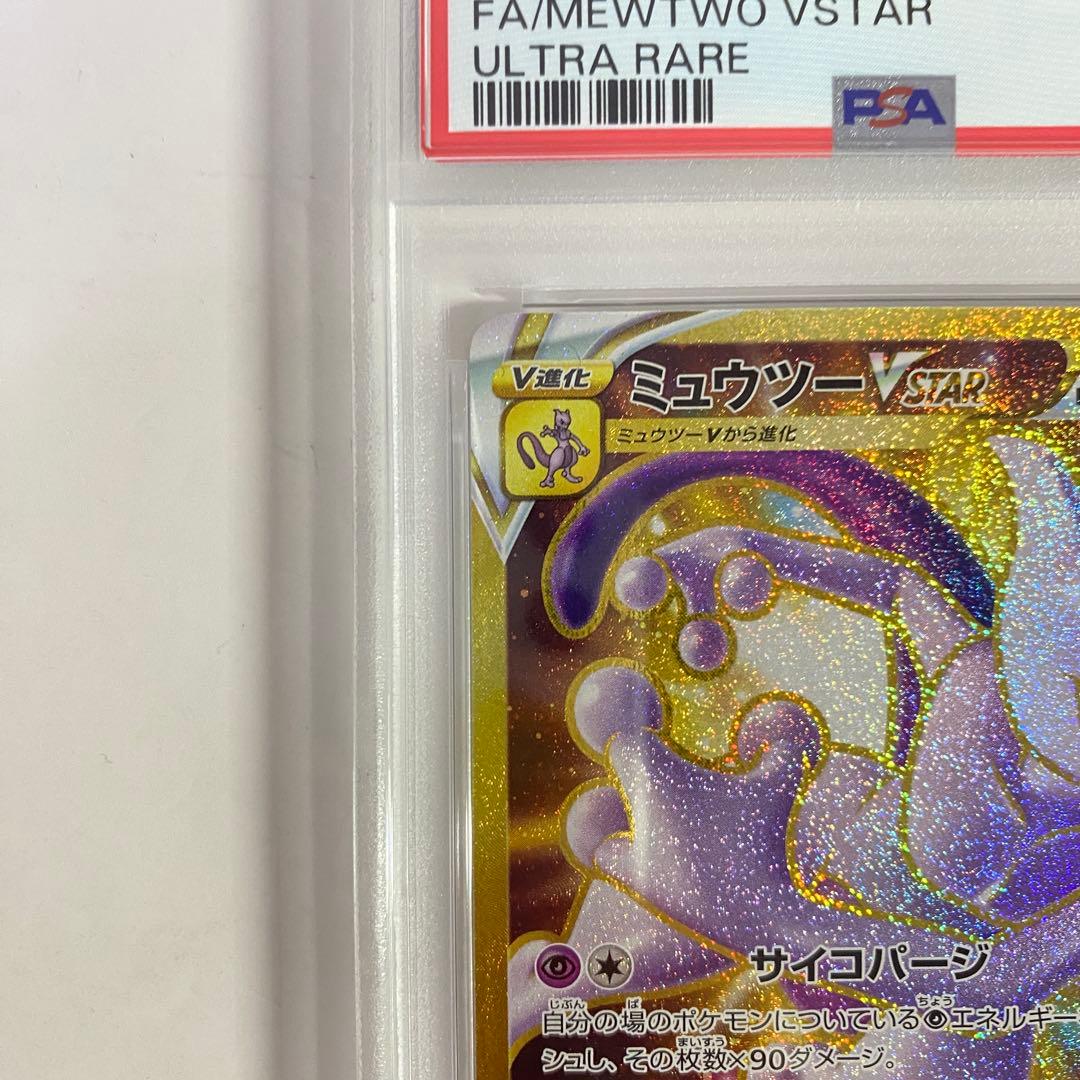 FA/MEWTWO VSTAR
ULTRA RARE
PSA
V進化
ミュウツーVSTAR
ミュウツーVから進化
サイコパージ
じぶん ば ちょう
自分の場のポケモンについている エネルギー
まいすう
シュし、その枚数×90ダメージ。